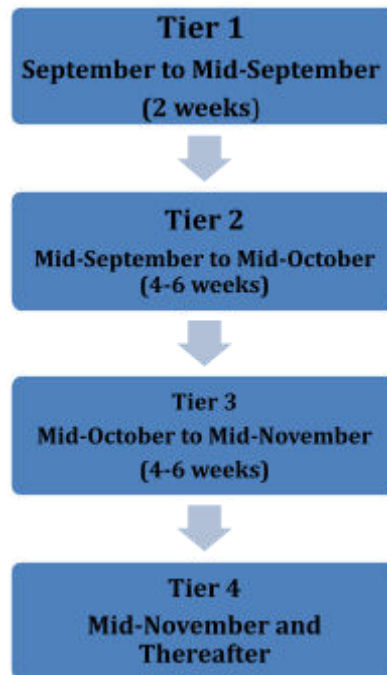 Tier 1
September to Mid-September
(2 weeks)
Tier 2
Mid-September to Mid-October
(4-6 weeks)
Tier 3
Mid-October to Mid-November
(4-6 weeks)
Tier 4
Mid-November and
Thereafter